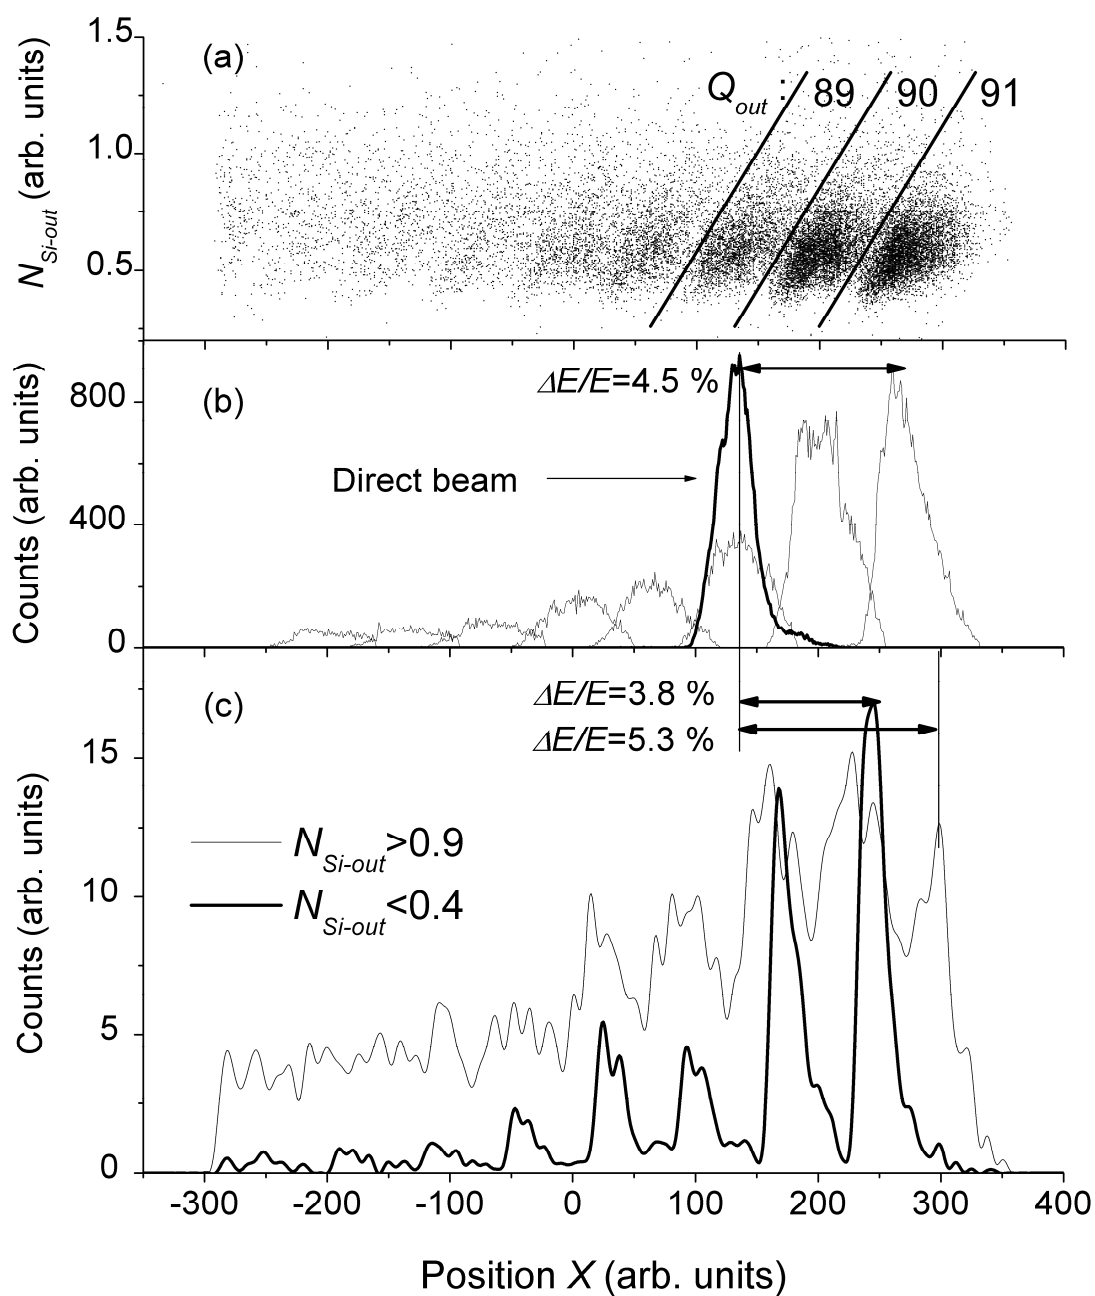 (a)
Q_out : 89 90 91
N_Si-out (arb. units)
1.5
1.0
0.5
(b)
ΔE/E=4.5 %
Direct beam
Counts (arb. units)
800
400
0
(c)
ΔE/E=3.8 %
ΔE/E=5.3 %
N_Si-out>0.9
N_Si-out<0.4
Counts (arb. units)
15
10
5
0
-300 -200 -100 0 100 200 300 400
Position X (arb. units)